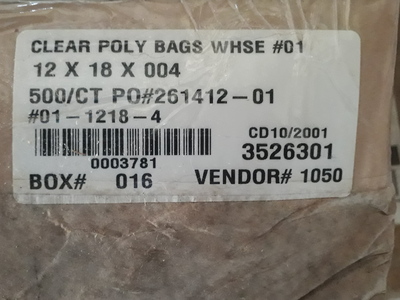 CLEAR POLY BAGS WHSE #01
12 X 18 X 004
500/CT PO#261412-01
#01-1218-4
CD10/2001
0003781
3526301
BOX# 016 VENDOR# 1050